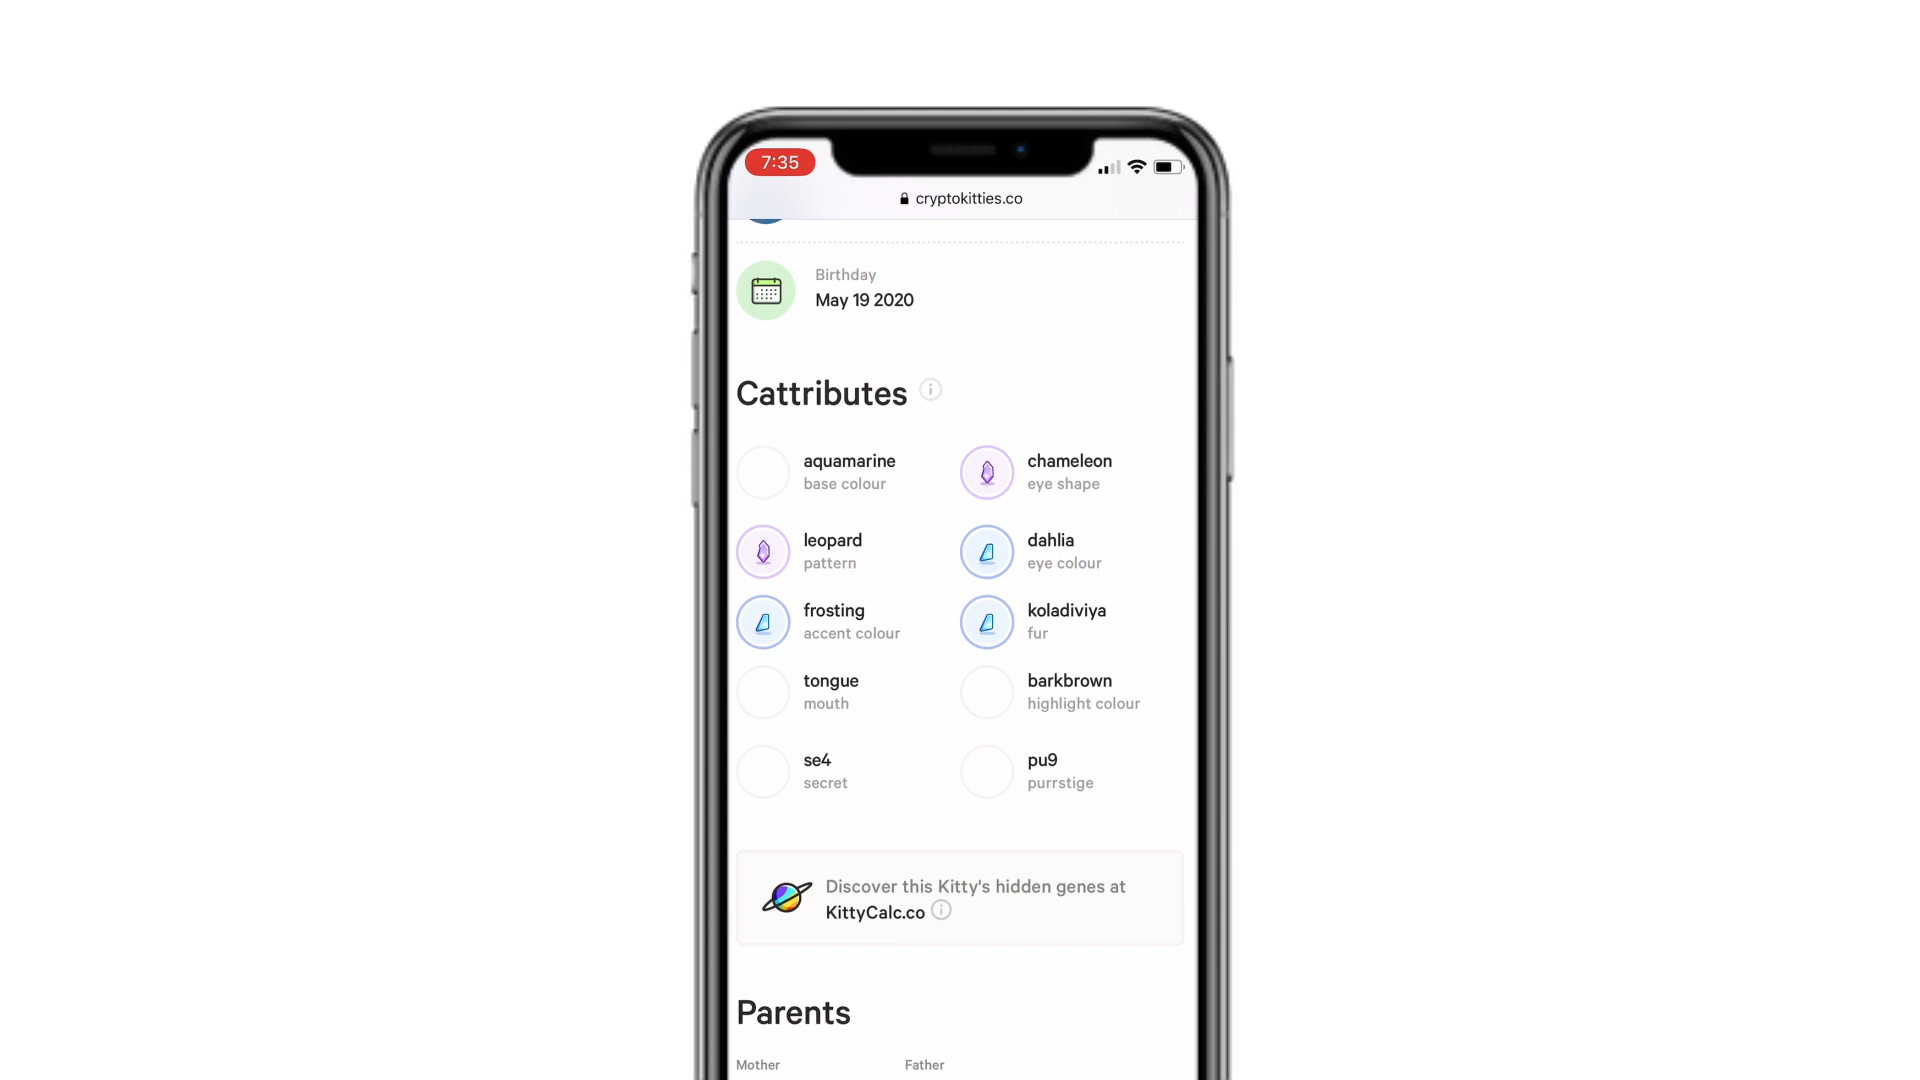 7:35
cryptokitties.co
Birthday
May 19 2020
Cattributes
aquamarine
base colour
chameleon
eye shape
leopard
pattern
dahlia
eye colour
frosting
accent colour
koladiviya
fur
tongue
mouth
barkbrown
highlight colour
se4
secret
pu9
purrstige
Discover this Kitty's hidden genes at
KittyCalc.co
Parents
Mother
Father